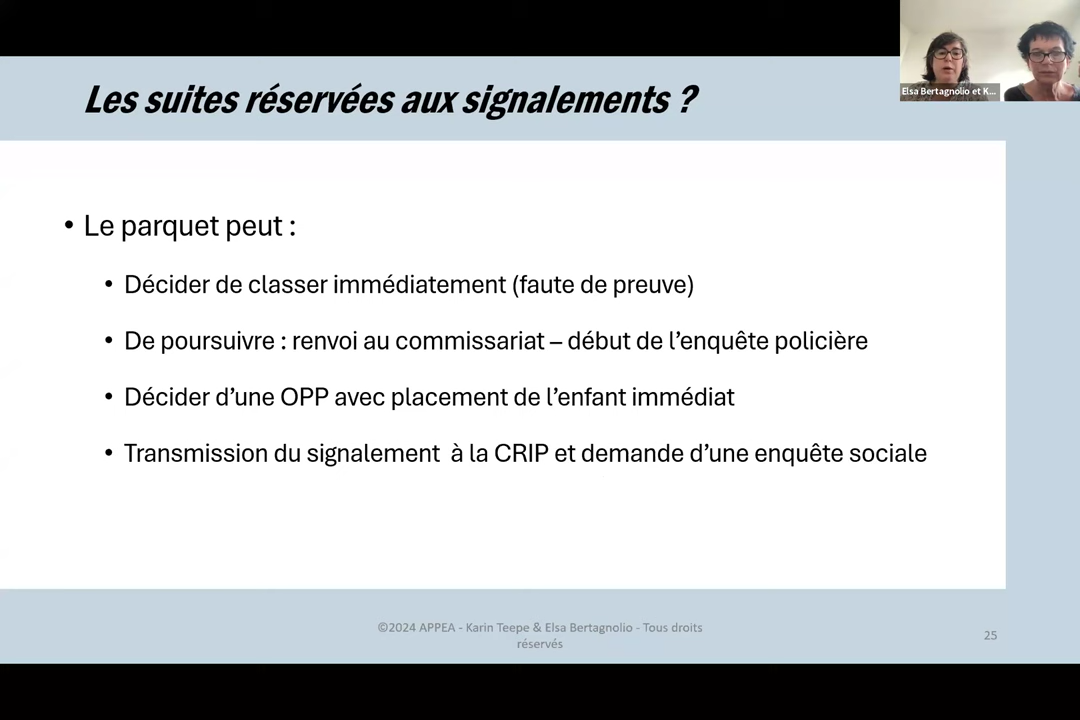 Les suites réservées aux signalements ?
Elsa Bertagnolio et K...
• Le parquet peut :
• Décider de classer immédiatement (faute de preuve)
• De poursuivre : renvoi au commissariat – début de l’enquête policière
• Décider d’une OPP avec placement de l’enfant immédiat
• Transmission du signalement  à la CRIP et demande d’une enquête sociale
©2024 APPEA - Karin Teepe & Elsa Bertagnolio - Tous droits
réservés
25